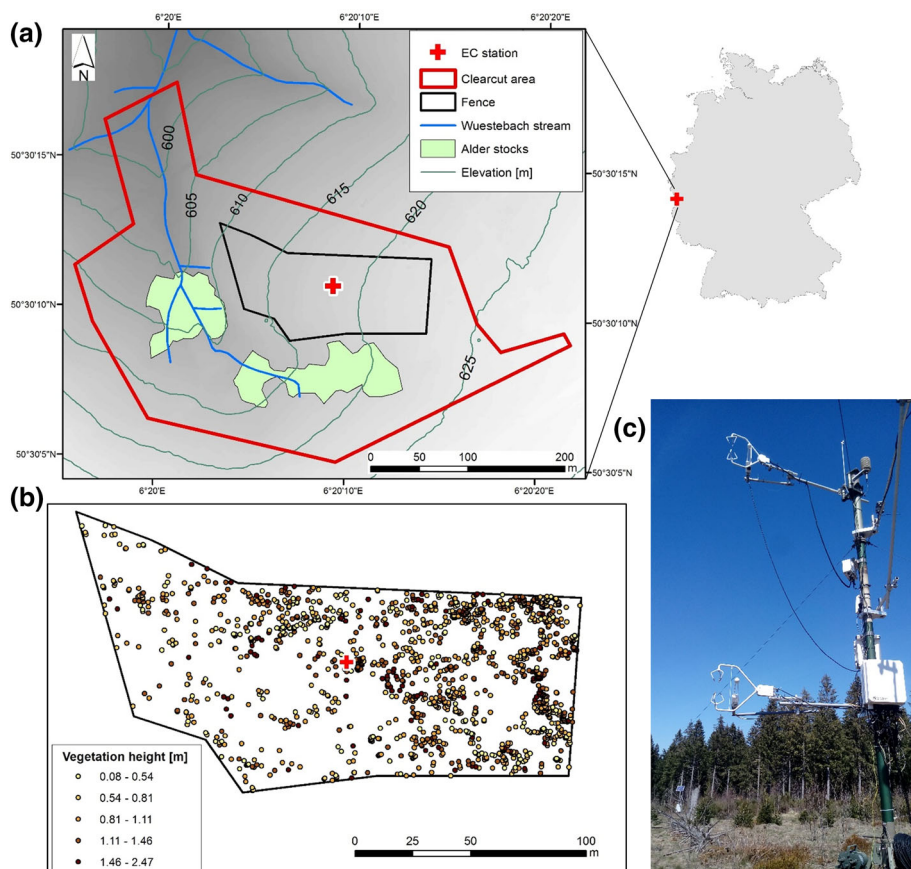 (a)
6°20'E
6°20'10"E
6°20'20"E
N
EC station
Clearcut area
Fence
Wuestebach stream
Alder stocks
Elevation [m]
50°30'15"N
50°30'15"N
600
605
610
615
620
625
50°30'10"N
50°30'10"N
50°30'5"N
50°30'5"N
0 50 100 200
m
6°20'E
6°20'10"E
6°20'20"E
(b)
Vegetation height [m]
0.08 - 0.54
0.54 - 0.81
0.81 - 1.11
1.11 - 1.46
1.46 - 2.47
0 25 50 100
m
(c)